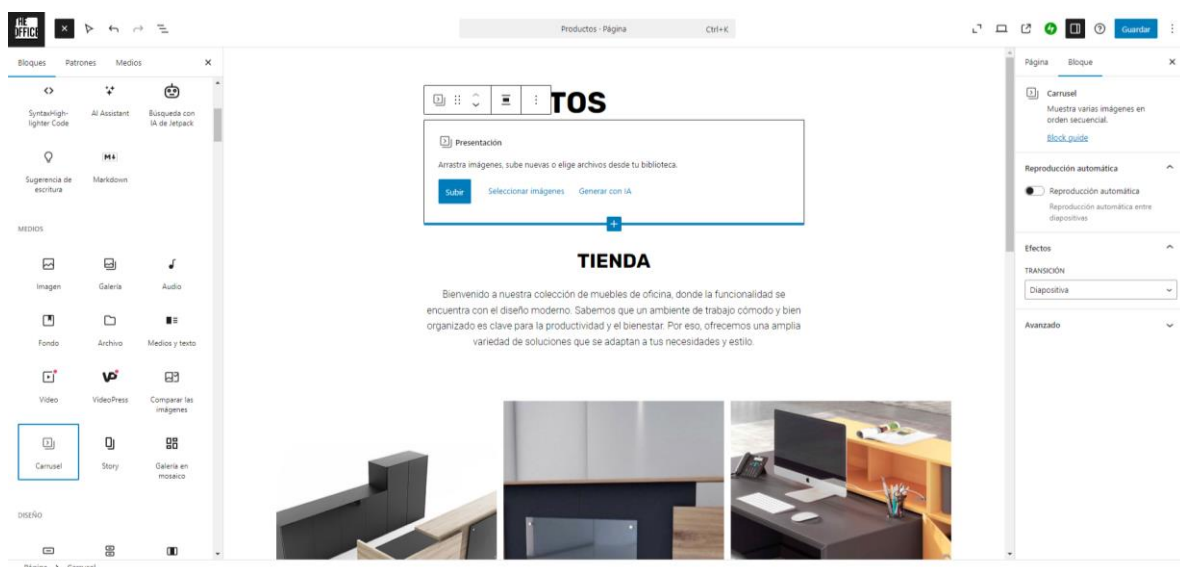 THE
OFFICE
Productos · Página Ctrl+K
Guardar
Bloques Patrones Medios
SyntaxHigh-
lighter Code
AI Assistant
Búsqueda con
IA de Jetpack
Sugerencia de
escritura
M
Markdown
MEDIOS
Imagen Galería Audio
Fondo Archivo Medios y texto
Vídeo
VP
VideoPress
Comparar las
imágenes
Carrusel Story
Galería en
mosaico
DISEÑO
Página Carrusel
TOS
Presentación
Arrastra imágenes, sube nuevas o elige archivos desde tu biblioteca.
Subir Seleccionar imágenes Generar con IA
TIENDA
Bienvenido a nuestra colección de muebles de oficina, donde la funcionalidad se
encuentra con el diseño moderno. Sabemos que un ambiente de trabajo cómodo y bien
organizado es clave para la productividad y el bienestar. Por eso, ofrecemos una amplia
variedad de soluciones que se adaptan a tus necesidades y estilo.
Página Bloque
Carrusel
Muestra varias imágenes en
orden secuencial.
Block guide
Reproducción automática
Reproducción automática
Reproducción automática entre
diapositivas
Efectos
TRANSICIÓN
Diapositiva
Avanzado